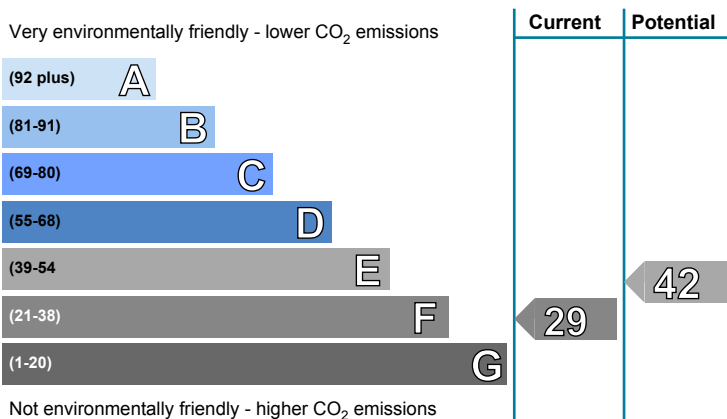 Current Potential
Very environmentally friendly - lower CO2 emissions
(92 plus) A
(81-91) B
(69-80) C
(55-68) D
(39-54 E
(21-38) F
(1-20) G
42
29
Not environmentally friendly - higher CO2 emissions